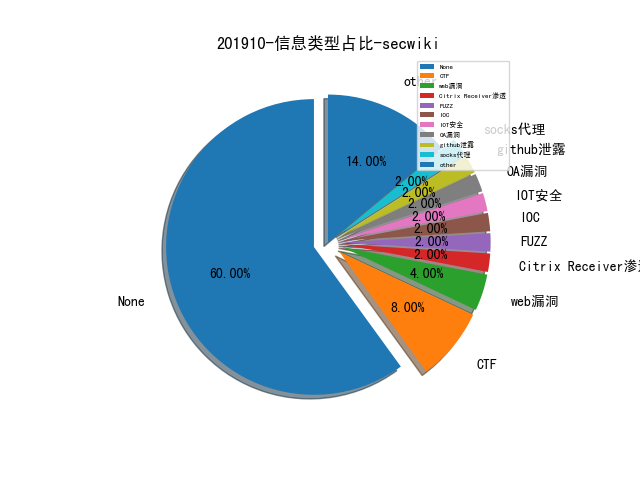 201910-信息类型占比-secwiki
None
CTF
web漏洞
Citrix Receiver渗透
FUZZ
IOC
IOT安全
OA漏洞
github泄露
socks代理
other
other
socks代理
github泄露
OA漏洞
IOT安全
IOC
FUZZ
Citrix Receiver渗
web漏洞
CTF
None
14.00%
2.00%
2.00%
2.00%
2.00%
2.00%
2.00%
2.00%
4.00%
8.00%
60.00%